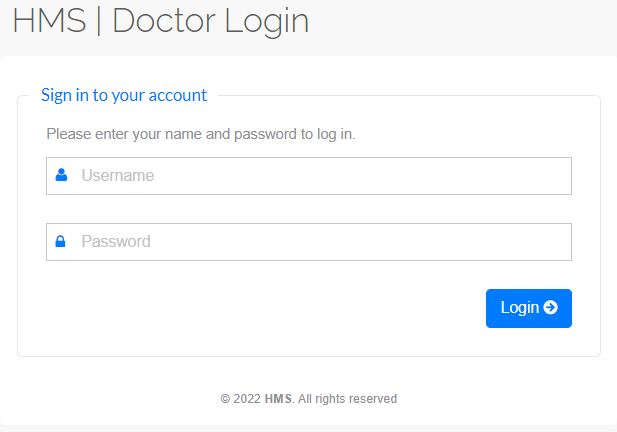 HMS | Doctor Login
Sign in to your account
Please enter your name and password to log in.
Username
Password
Login
© 2022 HMS. All rights reserved